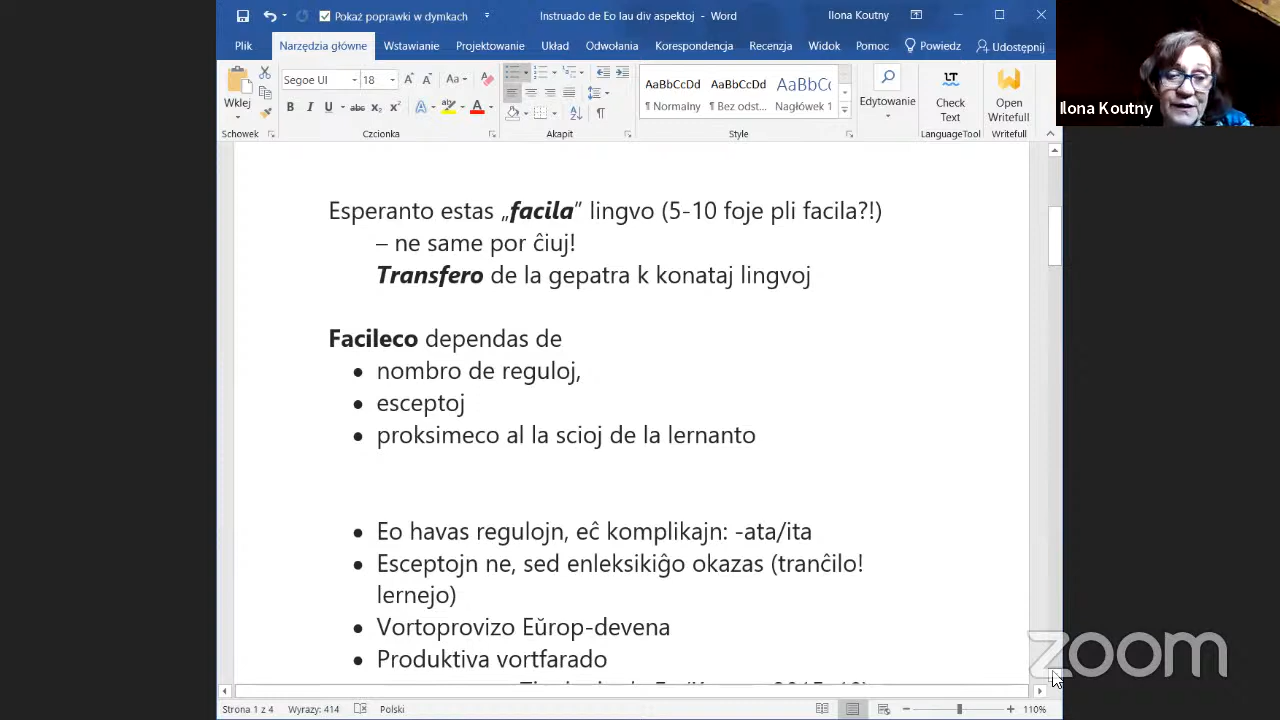 Pokaż poprawki w dymkach
Instruado de Eo lau div aspektoj - Word
Ilona Koutny
Plik
Narzędzia główne
Wstawianie
Projektowanie
Układ
Odwołania
Korespondencja
Recenzja
Widok
Pomoc
Powiedz
Udostępnij
Wklej
Segoe UI
18
AaBbCcDd
AaBbCcDd
AaBbCc
¶ Normalny
¶ Bez odst...
Nagłówek 1
Edytowanie
Check Text
Open Writefull
Schowek
Czcionka
Akapit
Style
LanguageTool
Writefull
Ilona Koutny
Esperanto estas „facila” lingvo (5-10 foje pli facila?!)
– ne same por ĉiuj!
Transfero de la gepatra k konataj lingvoj
Facileco dependas de
• nombro de reguloj,
• esceptoj
• proksimeco al la scioj de la lernanto
• Eo havas regulojn, eĉ komplikajn: -ata/ita
• Esceptojn ne, sed enleksikiĝo okazas (tranĉilo!
lernejo)
• Vortoprovizo Eŭrop-devena
• Produktiva vortfarado
zoom
Strona 1 z 4
Wyrazy: 414
Polski
110%